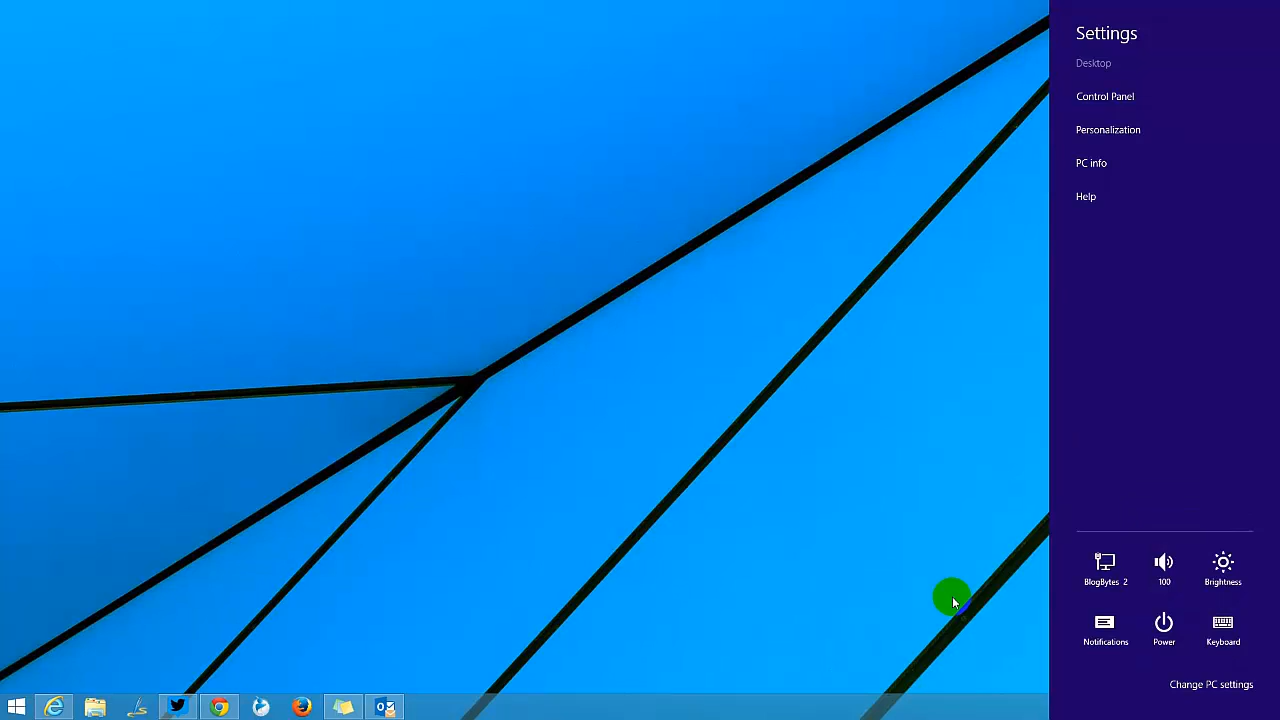 Settings
Desktop
Control Panel
Personalization
PC info
Help
BlogBytes 2
100
Brightness
Notifications
Power
Keyboard
Change PC settings